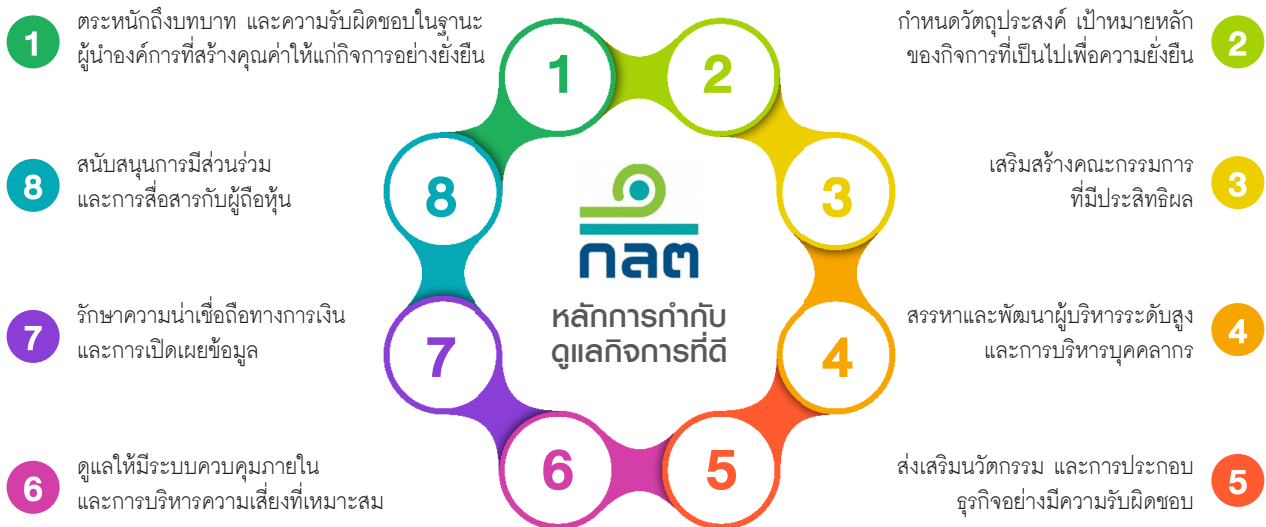 1
ตระหนักถึงบทบาท และความรับผิดชอบในฐานะ
ผู้นำองค์การที่สร้างคุณค่าให้แก่กิจการอย่างยั่งยืน
กำหนดวัตถุประสงค์ เป้าหมายหลัก
ของกิจการที่เป็นไปเพื่อความยั่งยืน
2
1
2
8
สนับสนุนการมีส่วนร่วม
และการสื่อสารกับผู้ถือหุ้น
8
3
เสริมสร้างคณะกรรมการ
ที่มีประสิทธิผล
3
กลต
หลักการกำกับ
ดูแลกิจการที่ดี
7
รักษาความน่าเชื่อถือทางการเงิน
และการเปิดเผยข้อมูล
7
4
สรรหาและพัฒนาผู้บริหารระดับสูง
และการบริหารบุคคลากร
4
6
ดูแลให้มีระบบควบคุมภายใน
และการบริหารความเสี่ยงที่เหมาะสม
6
5
ส่งเสริมนวัตกรรม และการประกอบ
ธุรกิจอย่างมีความรับผิดชอบ
5